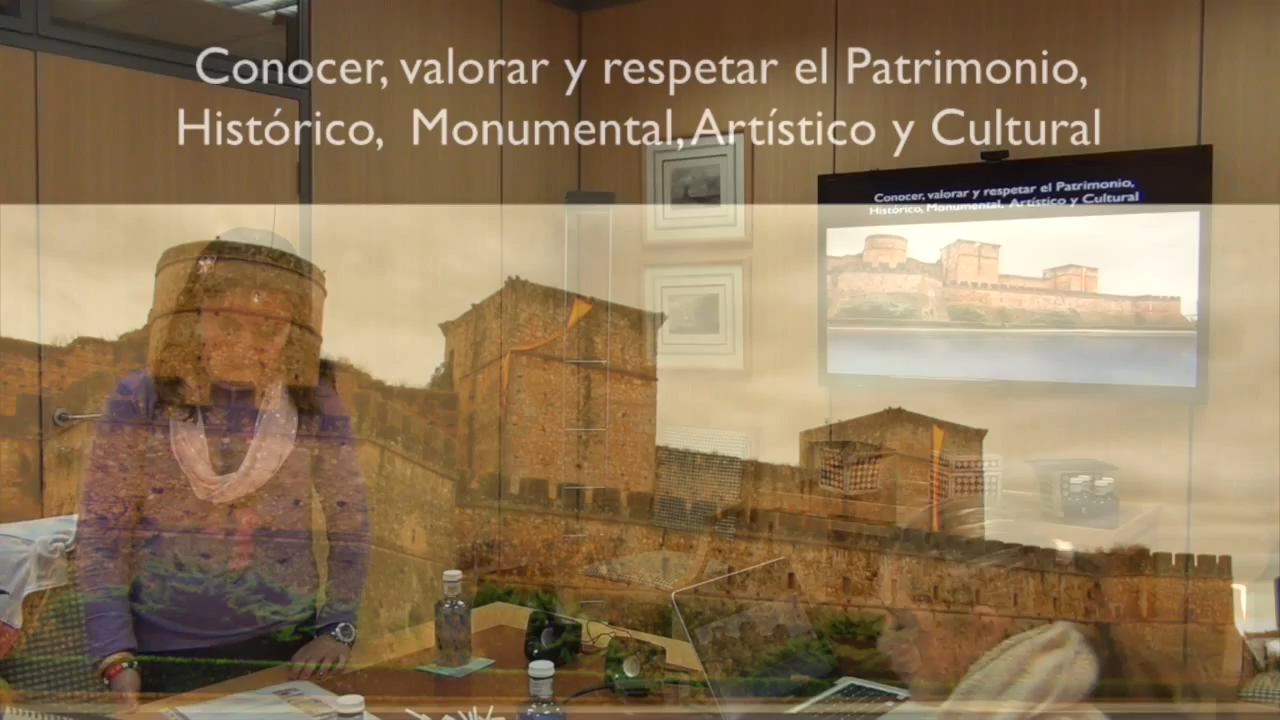 Conocer, valorar y respetar el Patrimonio,
Histórico, Monumental, Artístico y Cultural
Conocer, valorar y respetar el Patrimonio,
Histórico, Monumental, Artístico y Cultural